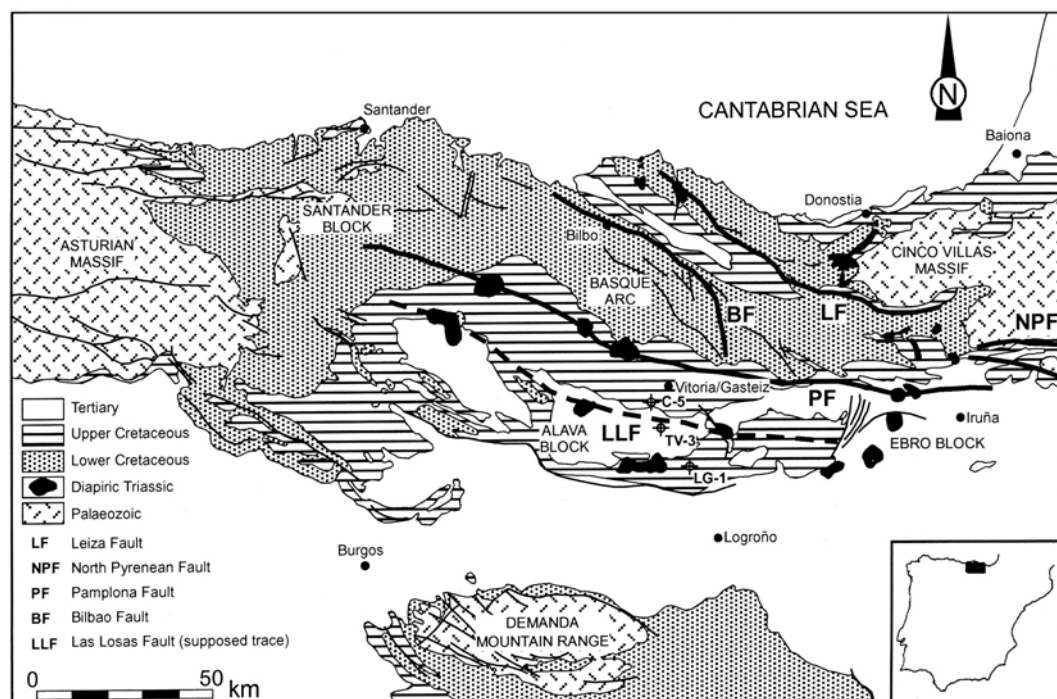 CANTABRIAN SEA
N
Santander
Baiona
Donostia
SANTANDER
BLOCK
Bilbo
ASTURIAN
MASSIF
CINCO VILLAS
MASSIF
BASQUE
ARC
BF
LF
NPF
Vitoria/Gasteiz
C-5
PF
Iruña
ALAVA
BLOCK
LLF
TV-3
EBRO BLOCK
LG-1
Tertiary
Upper Cretaceous
Lower Cretaceous
Diapiric Triassic
Palaeozoic
LF Leiza Fault
NPF North Pyrenean Fault
PF Pamplona Fault
BF Bilbao Fault
LLF Las Losas Fault (supposed trace)
Burgos
Logroño
DEMANDA
MOUNTAIN RANGE
0 50
km